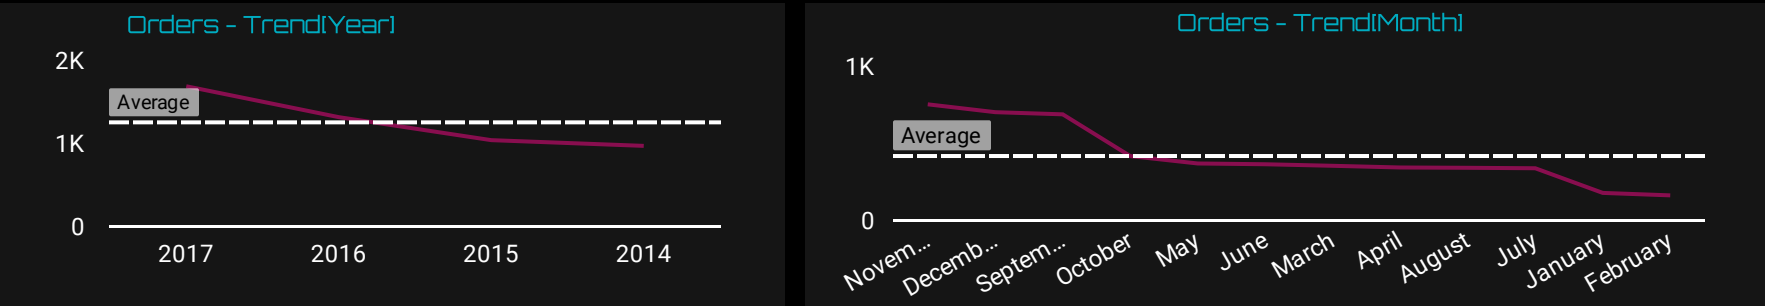 Orders - Trend[Year]
2K
Average
1K
0
2017 2016 2015 2014
Orders - Trend[Month]
1K
Average
0
Novem... Decemb... Septem... October May June March April August July January February